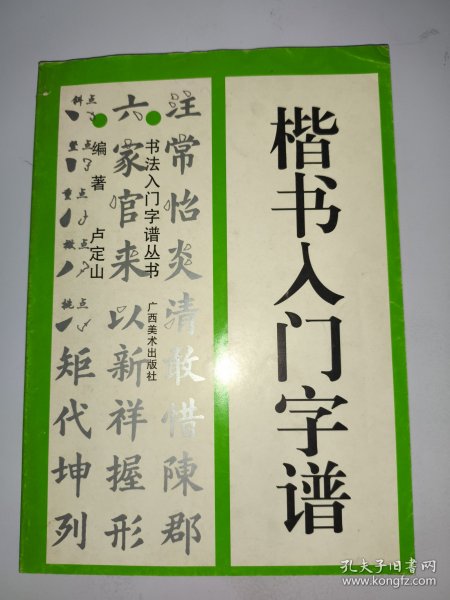 楷书入门字谱
书法入门字谱丛书
广西美术出版社
编著 卢定山
汪常怡炎清敢惜陳郡
六家官来以新祥握形
斜点
竖点
重点
撇点
挑点
矩代坤列
孔夫子旧书网
www.kongfz.com